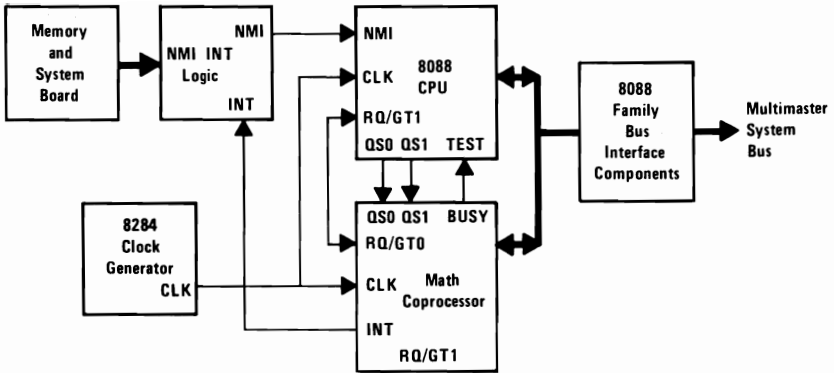 Memory
and
System
Board
NMI
NMI INT
Logic
INT
NMI
8088
CPU
CLK
RQ/GT1
QS0 QS1 TEST
8088
Family
Bus
Interface
Components
Multimaster
System
Bus
8284
Clock
Generator
CLK
QS0 QS1 BUSY
RQ/GT0
CLK
Math
Coprocessor
INT
RQ/GT1